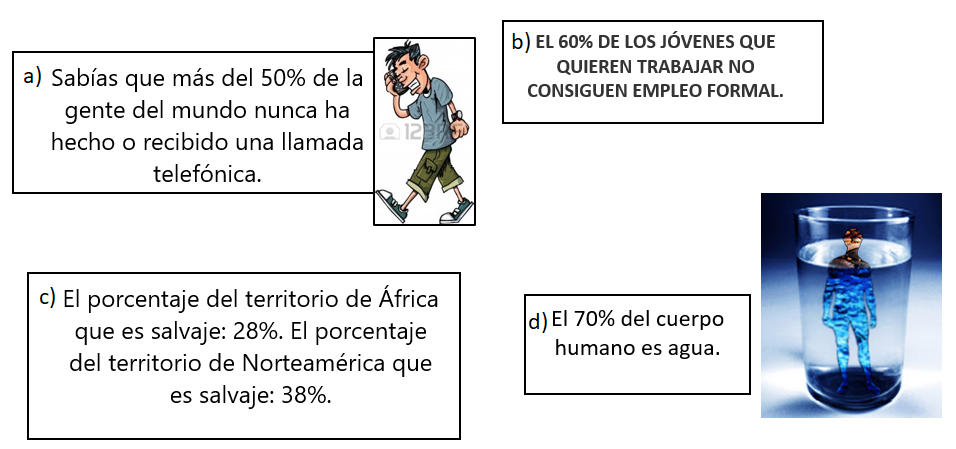 a) Sabías que más del 50% de la
gente del mundo nunca ha
hecho o recibido una llamada
telefónica.
b) EL 60% DE LOS JÓVENES QUE
QUIEREN TRABAJAR NO
CONSIGUEN EMPLEO FORMAL.
c) El porcentaje del territorio de África
que es salvaje: 28%. El porcentaje
del territorio de Norteamérica que
es salvaje: 38%.
d) El 70% del cuerpo
humano es agua.